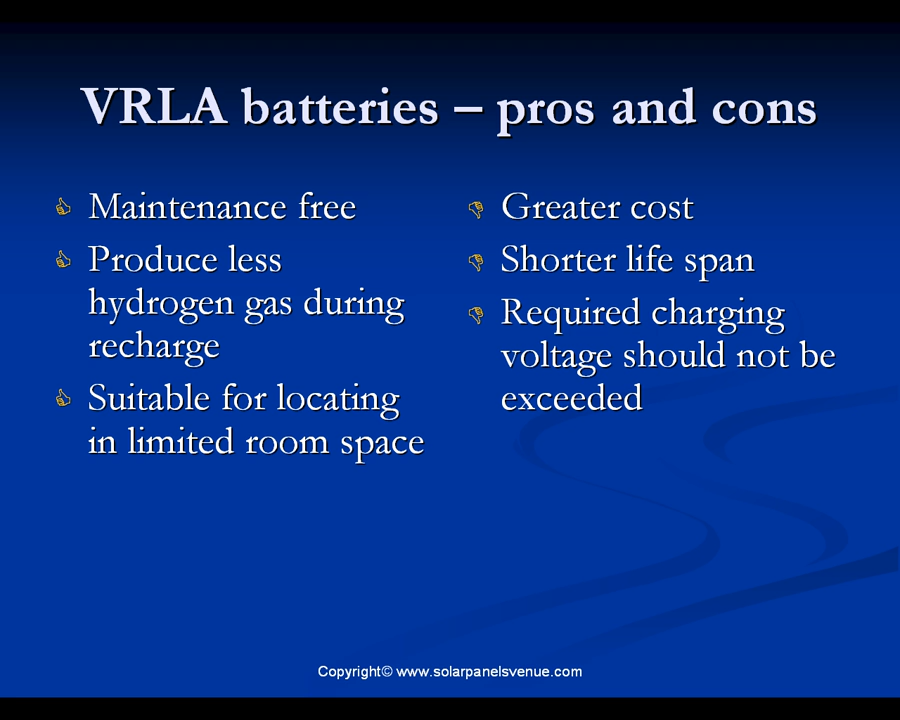 VRLA batteries – pros and cons
Maintenance free
Produce less
hydrogen gas during
recharge
Suitable for locating
in limited room space
Greater cost
Shorter life span
Required charging
voltage should not be
exceeded
Copyright© www.solarpanelsvenue.com